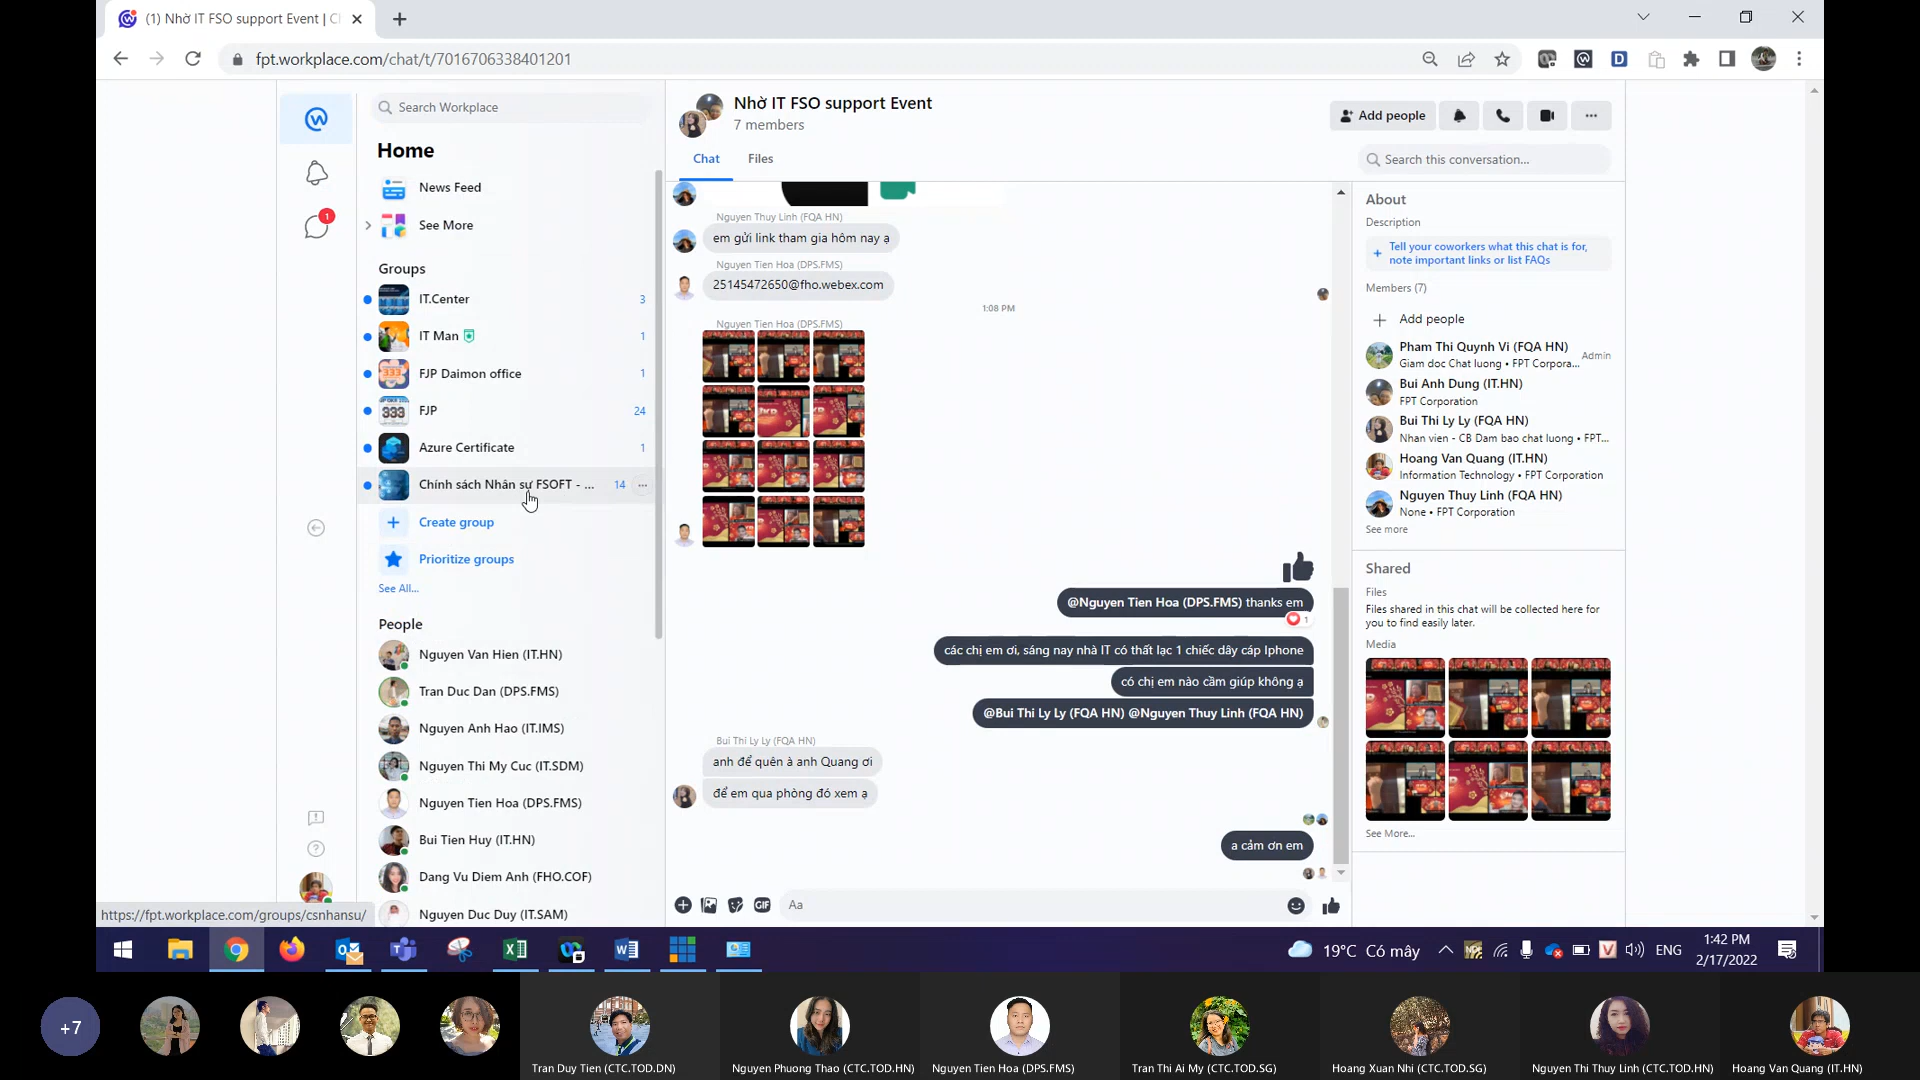 (1) Nhờ IT FSO support Event | Cl
fpt.workplace.com/chat/t/7016706338401201
Search Workplace
Home
News Feed
See More
1
Groups
IT.Center 3
IT Man 1
FJP Daimon office 1
FJP 24
Azure Certificate 1
Chính sách Nhân sự FSOFT - ... 14
Create group
Prioritize groups
See All...
People
Nguyen Van Hien (IT.HN)
Tran Duc Dan (DPS.FMS)
Nguyen Anh Hao (IT.IMS)
Nguyen Thi My Cuc (IT.SDM)
Nguyen Tien Hoa (DPS.FMS)
Bui Tien Huy (IT.HN)
Dang Vu Diem Anh (FHO.COF)
Nguyen Duc Duy (IT.SAM)
https://fpt.workplace.com/groups/csnhansu/
Nhờ IT FSO support Event
7 members
Add people
Chat Files
Search this conversation...
Nguyen Thuy Linh (FQA HN)
em gửi link tham gia hôm nay ạ
Nguyen Tien Hoa (DPS.FMS)
25145472650@fho.webex.com
1:08 PM
Nguyen Tien Hoa (DPS.FMS)
@Nguyen Tien Hoa (DPS.FMS) thanks em
1
các chị em ơi, sáng nay nhà IT có thất lạc 1 chiếc dây cáp Iphone
có chị em nào cầm giúp không ạ
@Bui Thi Ly Ly (FQA HN) @Nguyen Thuy Linh (FQA HN)
Bui Thi Ly Ly (FQA HN)
anh để quên à anh Quang ơi
để em qua phòng đó xem ạ
a cảm ơn em
GIF
Aa
About
Description
Tell your coworkers what this chat is for,
note important links or list FAQs
Members (7)
Add people
Pham Thi Quynh Vi (FQA HN)
Giam doc Chat luong • FPT Corpora...
Admin
Bui Anh Dung (IT.HN)
FPT Corporation
Bui Thi Ly Ly (FQA HN)
Nhan vien - CB Dam bao chat luong • FPT...
Hoang Van Quang (IT.HN)
Information Technology • FPT Corporation
Nguyen Thuy Linh (FQA HN)
None • FPT Corporation
See more
Shared
Files
Files shared in this chat will be collected here for
you to find easily later.
Media
See More...
19°C Có mây
ENG
1:42 PM
2/17/2022
+7
Tran Duy Tien (CTC.TOD.DN)
Nguyen Phuong Thao (CTC.TOD.HN)
Nguyen Tien Hoa (DPS.FMS)
Tran Thi Ai My (CTC.TOD.SG)
Hoang Xuan Nhi (CTC.TOD.SG)
Nguyen Thi Thuy Linh (CTC.TOD.HN)
Hoang Van Quang (IT.HN)